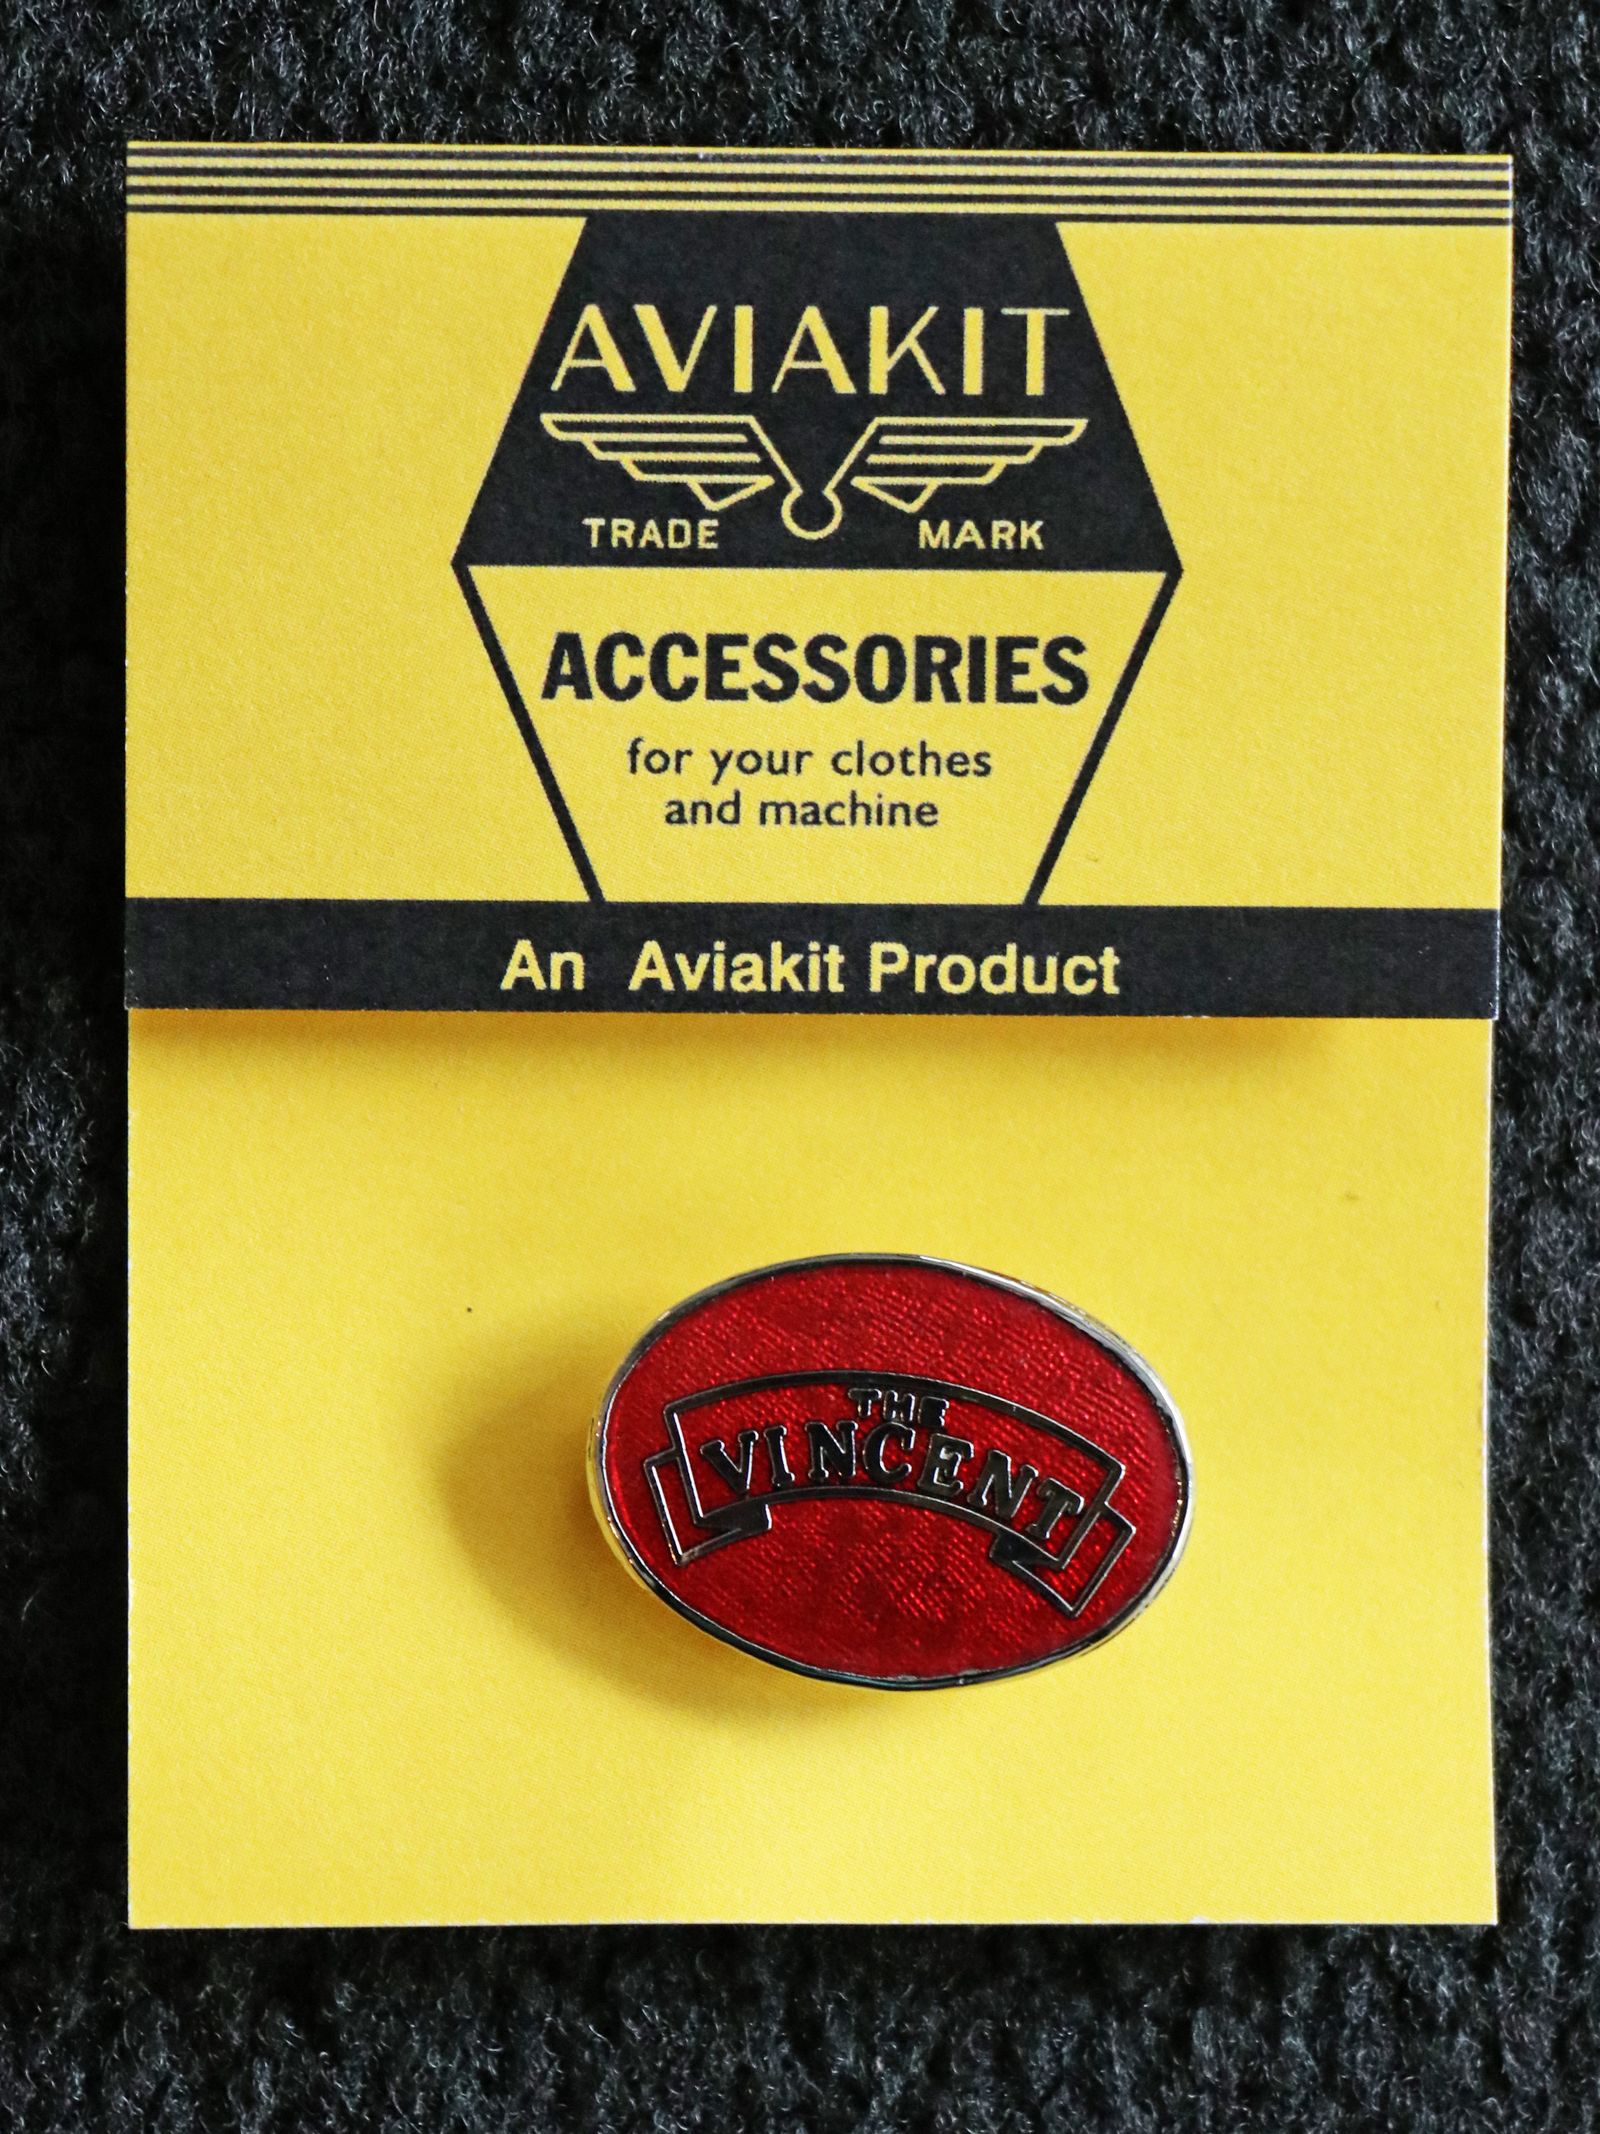 AVIAKIT
TRADE MARK
ACCESSORIES
for your clothes
and machine
An Aviakit Product
THE
VINCENT